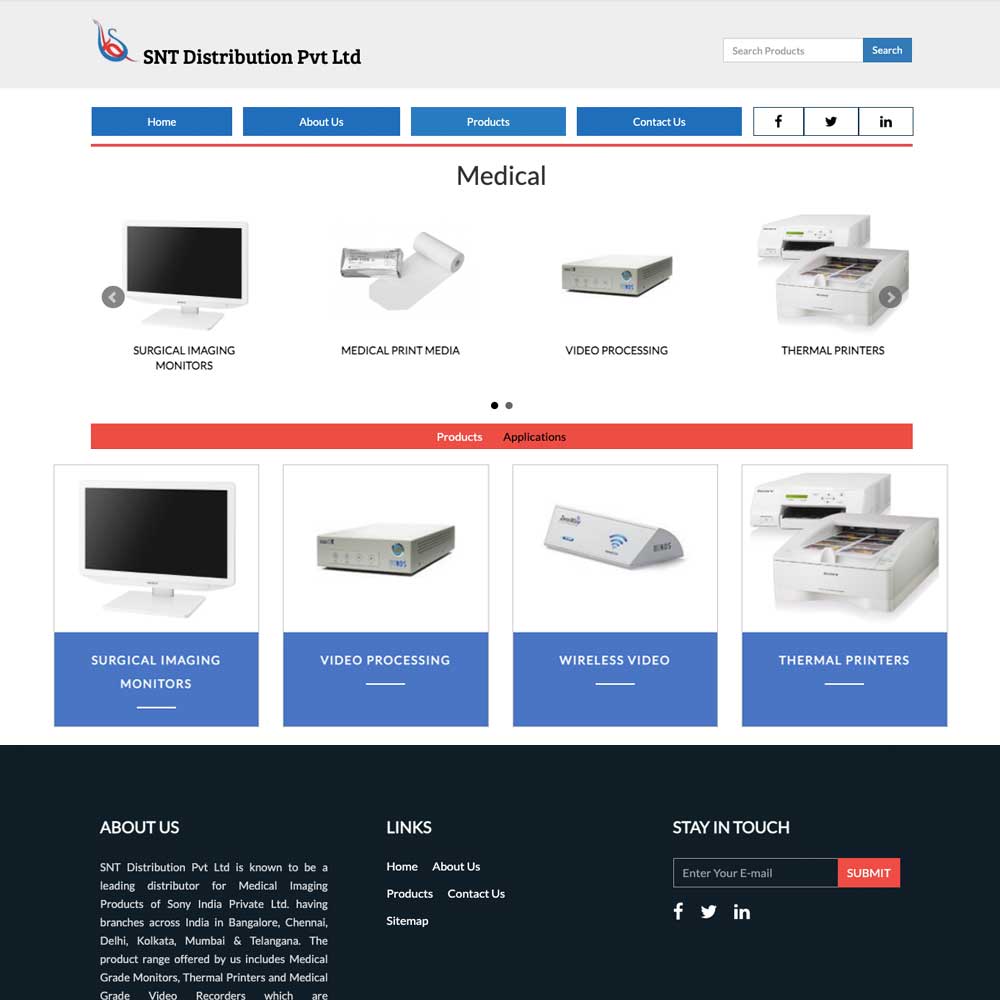 SNT Distribution Pvt Ltd
Search Products
Search
Home
About Us
Products
Contact Us
Medical
SURGICAL IMAGING
MONITORS
MEDICAL PRINT MEDIA
VIDEO PROCESSING
THERMAL PRINTERS
Products Applications
SURGICAL IMAGING
MONITORS
VIDEO PROCESSING
WIRELESS VIDEO
THERMAL PRINTERS
ABOUT US
SNT Distribution Pvt Ltd is known to be a
leading distributor for Medical Imaging
Products of Sony India Private Ltd. having
branches across India in Bangalore, Chennai,
Delhi, Kolkata, Mumbai & Telangana. The
product range offered by us includes Medical
Grade Monitors, Thermal Printers and Medical
Grade Video Recorders which are
LINKS
Home About Us
Products Contact Us
Sitemap
STAY IN TOUCH
Enter Your E-mail
SUBMIT